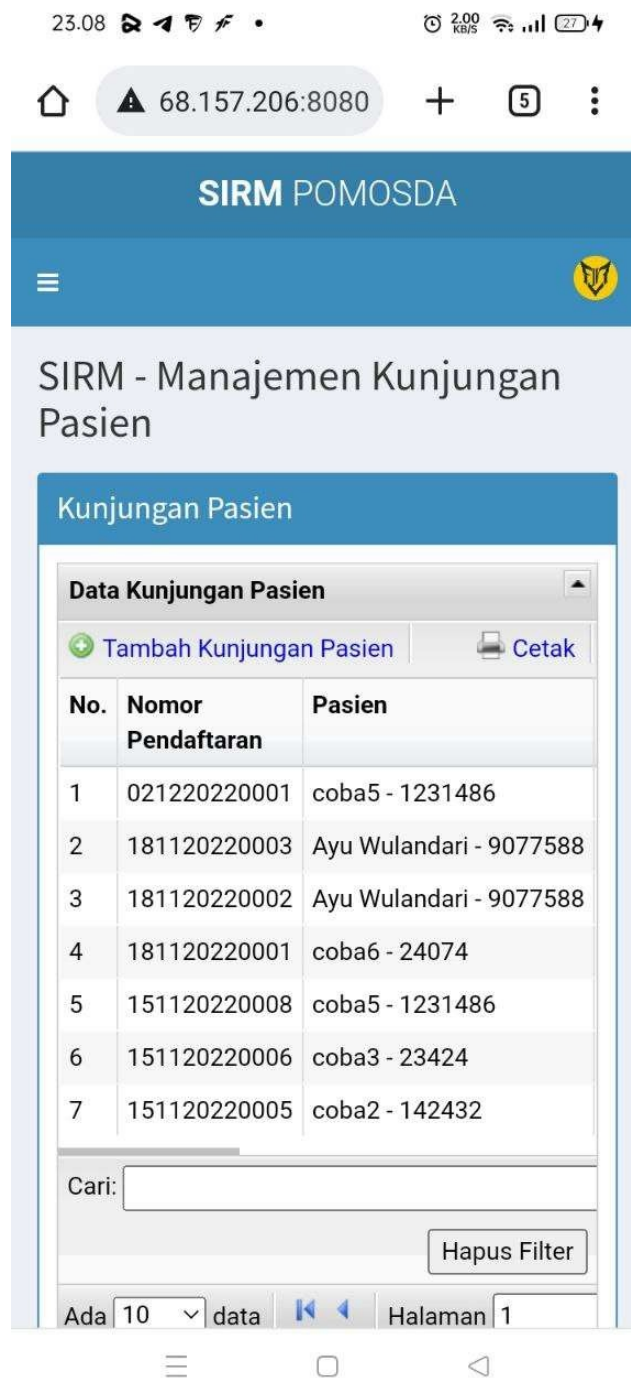 23.08 2.00 KB/S 27
68.157.206:8080 5
SIRM POMOSDA
SIRM - Manajemen Kunjungan
Pasien
Kunjungan Pasien
Data Kunjungan Pasien
Tambah Kunjungan Pasien Cetak
No. Nomor Pendaftaran Pasien
1 021220220001 coba5 - 1231486
2 181120220003 Ayu Wulandari - 9077588
3 181120220002 Ayu Wulandari - 9077588
4 181120220001 coba6 - 24074
5 151120220008 coba5 - 1231486
6 151120220006 coba3 - 23424
7 151120220005 coba2 - 142432
Cari:
Hapus Filter
Ada 10 data Halaman 1